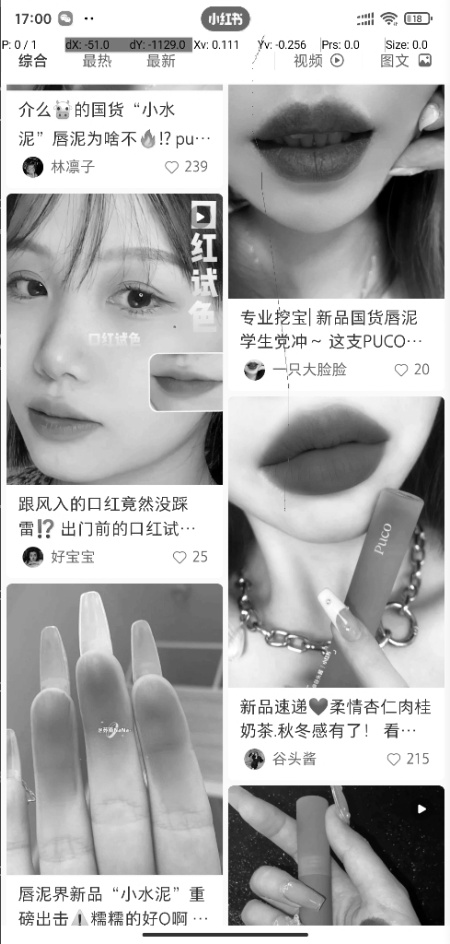 17:00
小红书
18
P: 0 / 1
dX: -51.0
dY: -1129.0
Xv: 0.111
Yv: -0.256
Prs: 0.0
Size: 0.0
综合
最热
最新
视频
图文
介么🐮的国货“小水
泥”唇泥为啥不🔥⁉️ pu…
林凛子
239
口红试色
口红试色
跟风入的口红竟然没踩
雷⁉️ 出门前的口红试…
好宝宝
25
唇泥界新品“小水泥”重
磅出击⚠️糯糯的好O啊 …
专业挖宝| 新品国货唇泥
学生党冲~ 这支PUCO…
一只大脸脸
20
Puco
新品速递🖤柔情杏仁肉桂
奶茶.秋冬感有了! 看…
谷头酱
215